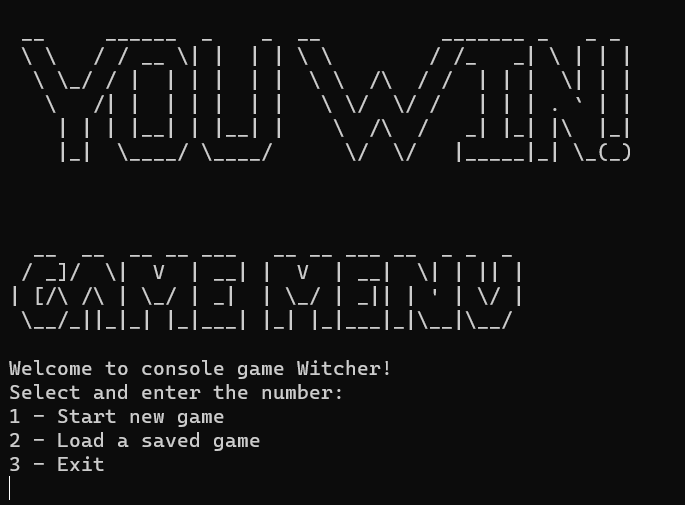 YOU WIN!
GAME MENU
Welcome to console game Witcher!
Select and enter the number:
1 - Start new game
2 - Load a saved game
3 - Exit